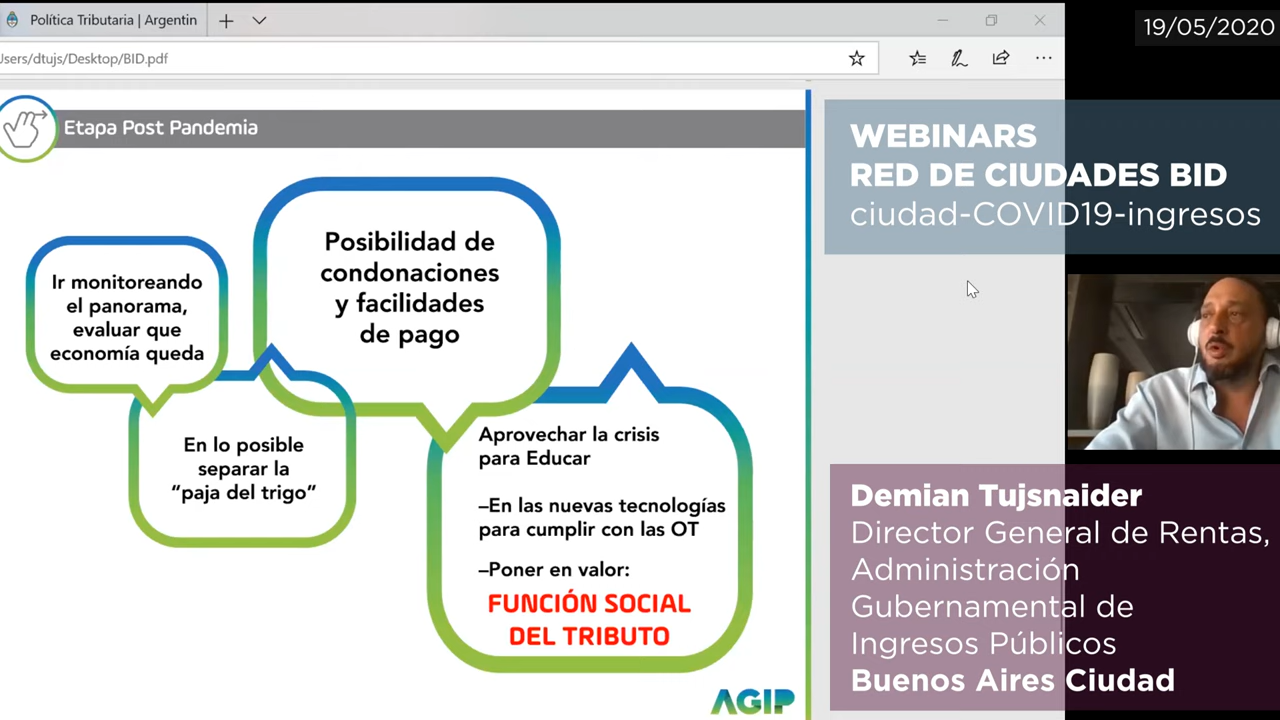 Política Tributaria | Argentin
19/05/2020
sers/dtujs/Desktop/BID.pdf
Etapa Post Pandemia
WEBINARS
RED DE CIUDADES BID
ciudad-COVID19-ingresos
Posibilidad de
condonaciones
y facilidades
de pago
Ir monitoreando
el panorama,
evaluar que
economía queda
En lo posible
separar la
“paja del trigo”
Aprovechar la crisis
para Educar
–En las nuevas tecnologías
para cumplir con las OT
–Poner en valor:
FUNCIÓN SOCIAL
DEL TRIBUTO
AGIP
Demian Tujsnaider
Director General de Rentas,
Administración
Gubernamental de
Ingresos Públicos
Buenos Aires Ciudad